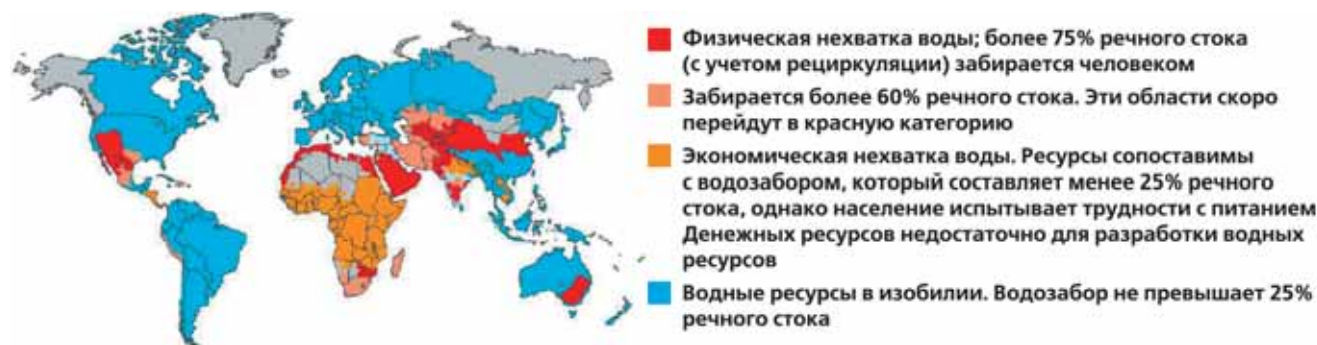 Физическая нехватка воды; более 75% речного стока
(с учетом рециркуляции) забирается человеком
Забирается более 60% речного стока. Эти области скоро
перейдут в красную категорию
Экономическая нехватка воды. Ресурсы сопоставимы
с водозабором, который составляет менее 25% речного
стока, однако население испытывает трудности с питанием
Денежных ресурсов недостаточно для разработки водных
ресурсов
Водные ресурсы в изобилии. Водозабор не превышает 25%
речного стока